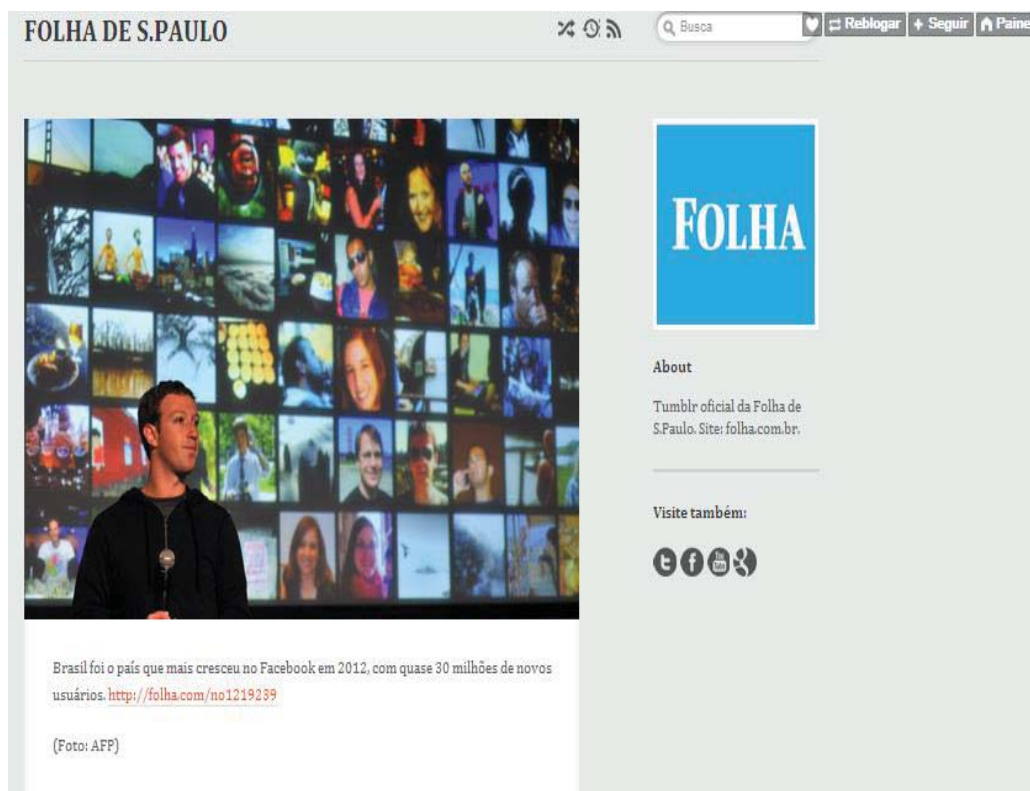 FOLHA DE S.PAULO
Busca
Reblogar
+ Seguir
Paine
FOLHA
About
Tumblr oficial da Folha de
S.Paulo. Site: folha.com.br.
Visite também:
Brasil foi o país que mais cresceu no Facebook em 2012, com quase 30 milhões de novos
usuários. http://folha.com/no1219239
(Foto: AFP)